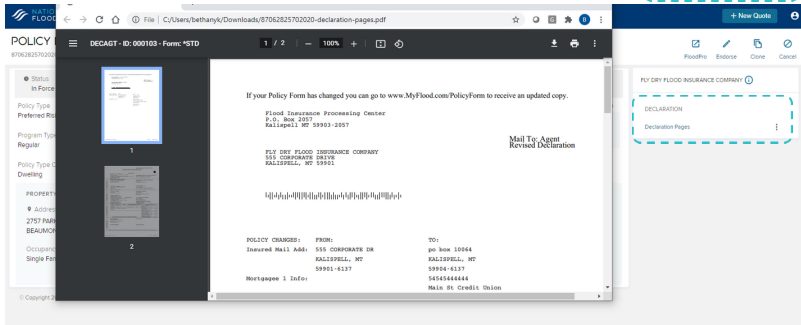 NATIO
FLOOD
File | C:/Users/bethanyk/Downloads/87062825702020-declaration-pages.pdf
B
+ New Quote
POLICY
8706282570202
DECAGT - ID: 000103 - Form: *STD
1 / 2 | — 100% +
FloodPro Endorse Clone Cancel
Status
In Force
Policy Type
Preferred Ris
Program Type
Regular
Policy Type C
Dwelling
PROPERT
Addres
2757 PAR
BEAUMON
Occupanc
Single Fam
© Copyright 2
1
2
If your Policy Form has changed you can go to www.MyFlood.com/PolicyForm to receive an updated copy.
Flood Insurance Processing Center
P.O. Box 2057
Kalispell MT 59903-2057
Mail To: Agent
Revised Declaration
FLY DRY FLOOD INSURANCE COMPANY
555 CORPORATE DRIVE
KALISPELL, MT 59901
POLICY CHANGES: FROM: TO:
Insured Mail Add: 555 CORPORATE DR po box 10064
KALISPELL, MT KALISPELL, MT
59901-6137 59904-6137
Mortgagee 1 Info: 54545444444
Main St Credit Union
FLY DRY FLOOD INSURANCE COMPANY
DECLARATION
Declaration Pages